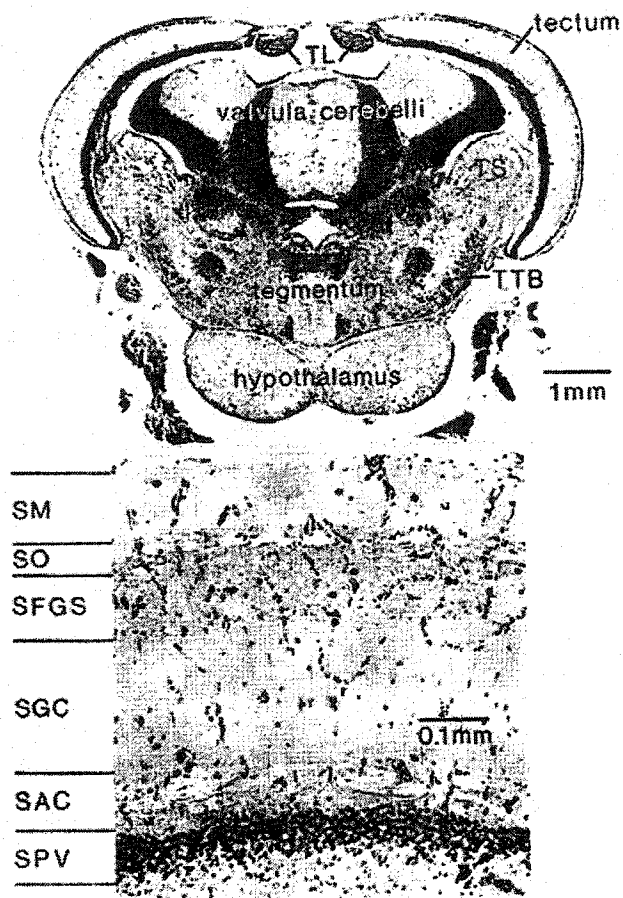 tectum
TL
valvula cerebelli
TS
TTB
tegmentum
hypothalamus
1mm
SM
SO
SFGS
SGC
0.1mm
SAC
SPV